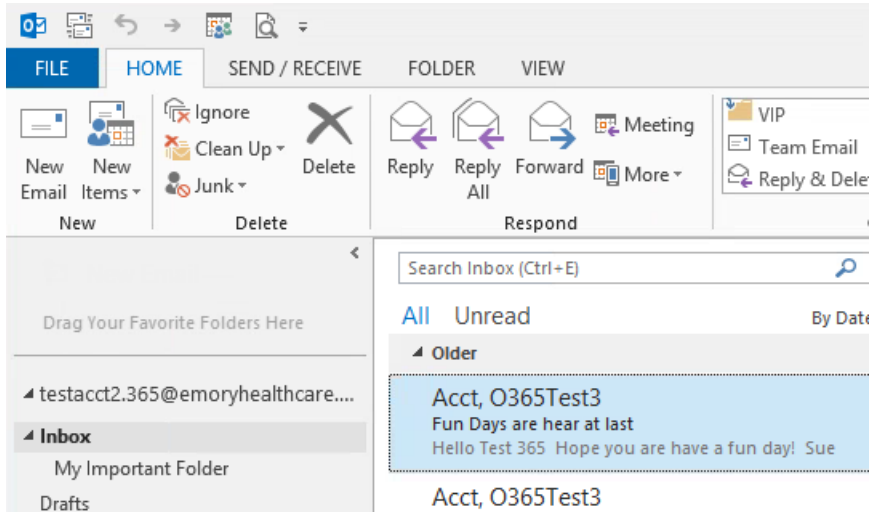 FILE HOME SEND / RECEIVE FOLDER VIEW
Ignore
Clean Up
Junk
New Email
New Items
Delete
Reply
Reply All
Forward
Meeting
More
VIP
Team Email
Reply & Dele
New Delete Respond
Search Inbox (Ctrl+E)
Drag Your Favorite Folders Here
All Unread By Date
Older
testacct2.365@emoryhealthcare....
Inbox
My Important Folder
Drafts
Acct, O365Test3
Fun Days are hear at last
Hello Test 365 Hope you are have a fun day! Sue
Acct, O365Test3